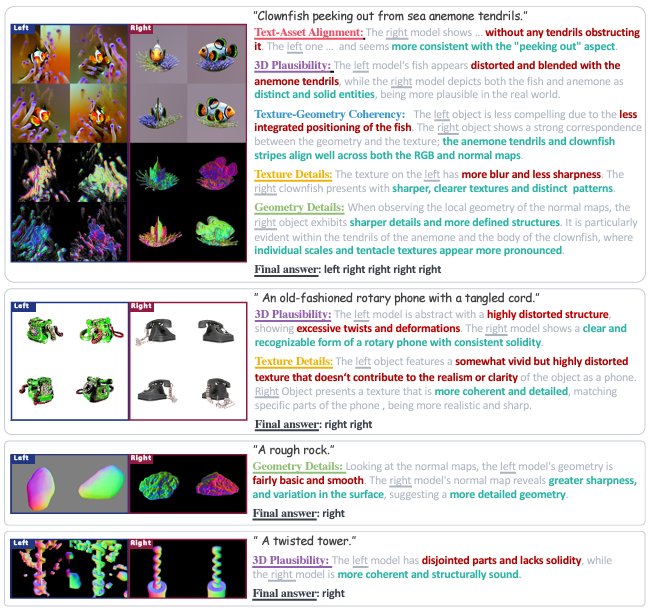 "Clownfish peeking out from sea anemone tendrils."
Left
Right
Text-Asset Alignment: The right model shows ... without any tendrils obstructing
it. The left one ... and seems more consistent with the "peeking out" aspect.
3D Plausibility: The left model's fish appears distorted and blended with the
anemone tendrils, while the right model depicts both the fish and anemone as
distinct and solid entities, being more plausible in the real world.
Texture-Geometry Coherency: The left object is less compelling due to the less
integrated positioning of the fish. The right object shows a strong correspondence
between the geometry and the texture; the anemone tendrils and clownfish
stripes align well across both the RGB and normal maps.
Texture Details: The texture on the left has more blur and less sharpness. The
right clownfish presents with sharper, clearer textures and distinct patterns.
Geometry Details: When observing the local geometry of the normal maps, the
right object exhibits sharper details and more defined structures. It is particularly
evident within the tendrils of the anemone and the body of the clownfish, where
individual scales and tentacle textures appear more pronounced.
Final answer: left right right right right
" An old-fashioned rotary phone with a tangled cord."
Left
Right
3D Plausibility: The left model is abstract with a highly distorted structure,
showing excessive twists and deformations. The right model shows a clear and
recognizable form of a rotary phone with consistent solidity.
Texture Details: The left object features a somewhat vivid but highly distorted
texture that doesn't contribute to the realism or clarity of the object as a phone.
Right Object presents a texture that is more coherent and detailed, matching
specific parts of the phone , being more realistic and sharp.
Final answer: right right
"A rough rock."
Left
Right
Geometry Details: Looking at the normal maps, the left model's geometry is
fairly basic and smooth. The right model's normal map reveals greater sharpness,
and variation in the surface, suggesting a more detailed geometry.
Final answer: right
" A twisted tower."
Left
Right
3D Plausibility: The left model has disjointed parts and lacks solidity, while
the right model is more coherent and structurally sound.
Final answer: right